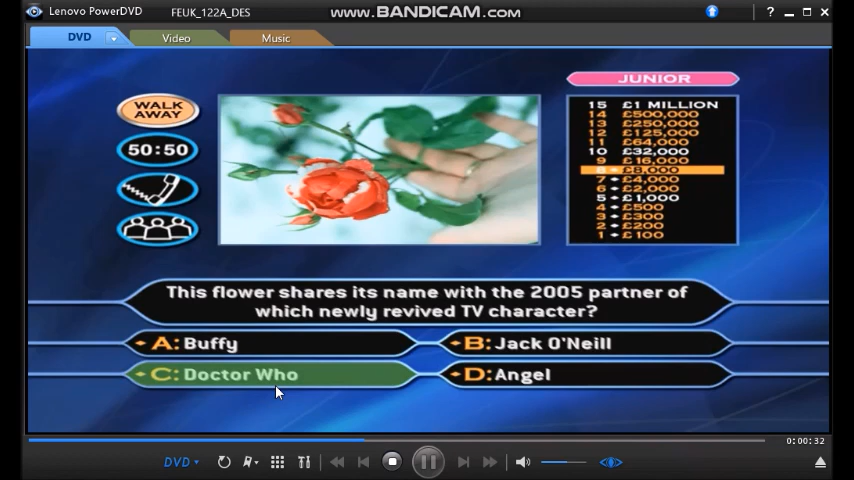 Lenovo PowerDVD
FEUK_122A_DES
www.BANDICAM.com
?
DVD
Video
Music
WALK AWAY
50:50
JUNIOR
15 £1 MILLION
14 £500,000
13 £250,000
12 £125,000
11 £64,000
10 £32,000
9 £16,000
8 £8,000
7 £4,000
6 £2,000
5 £1,000
4 £500
3 £300
2 £200
1 £100
This flower shares its name with the 2005 partner of
which newly revived TV character?
A: Buffy
B: Jack O'Neill
C: Doctor Who
D: Angel
0:00:32
DVD